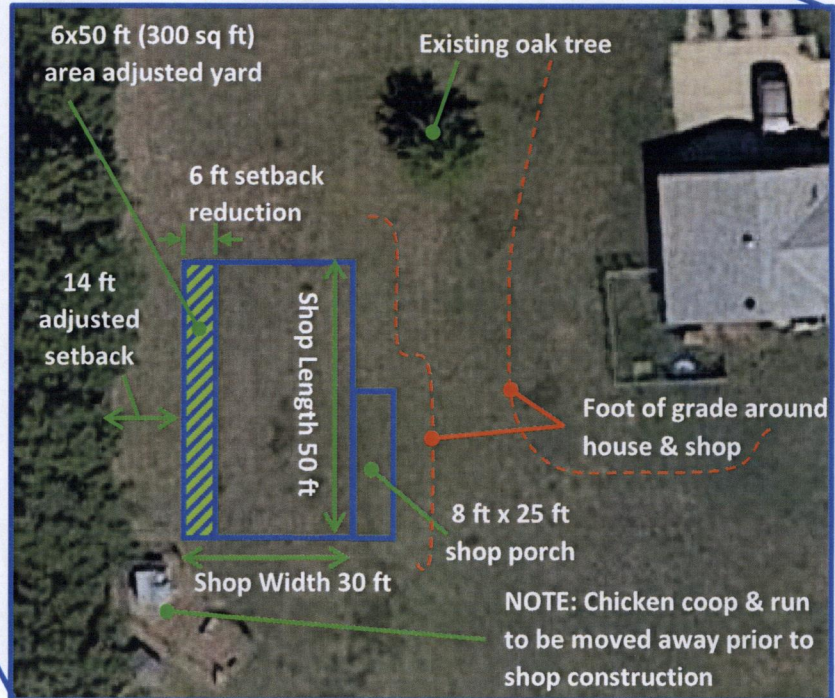 6x50 ft (300 sq ft)
area adjusted yard
Existing oak tree
6 ft setback
reduction
14 ft
adjusted
setback
Shop Length 50 ft
Foot of grade around
house & shop
8 ft x 25 ft
shop porch
Shop Width 30 ft
NOTE: Chicken coop & run
to be moved away prior to
shop construction